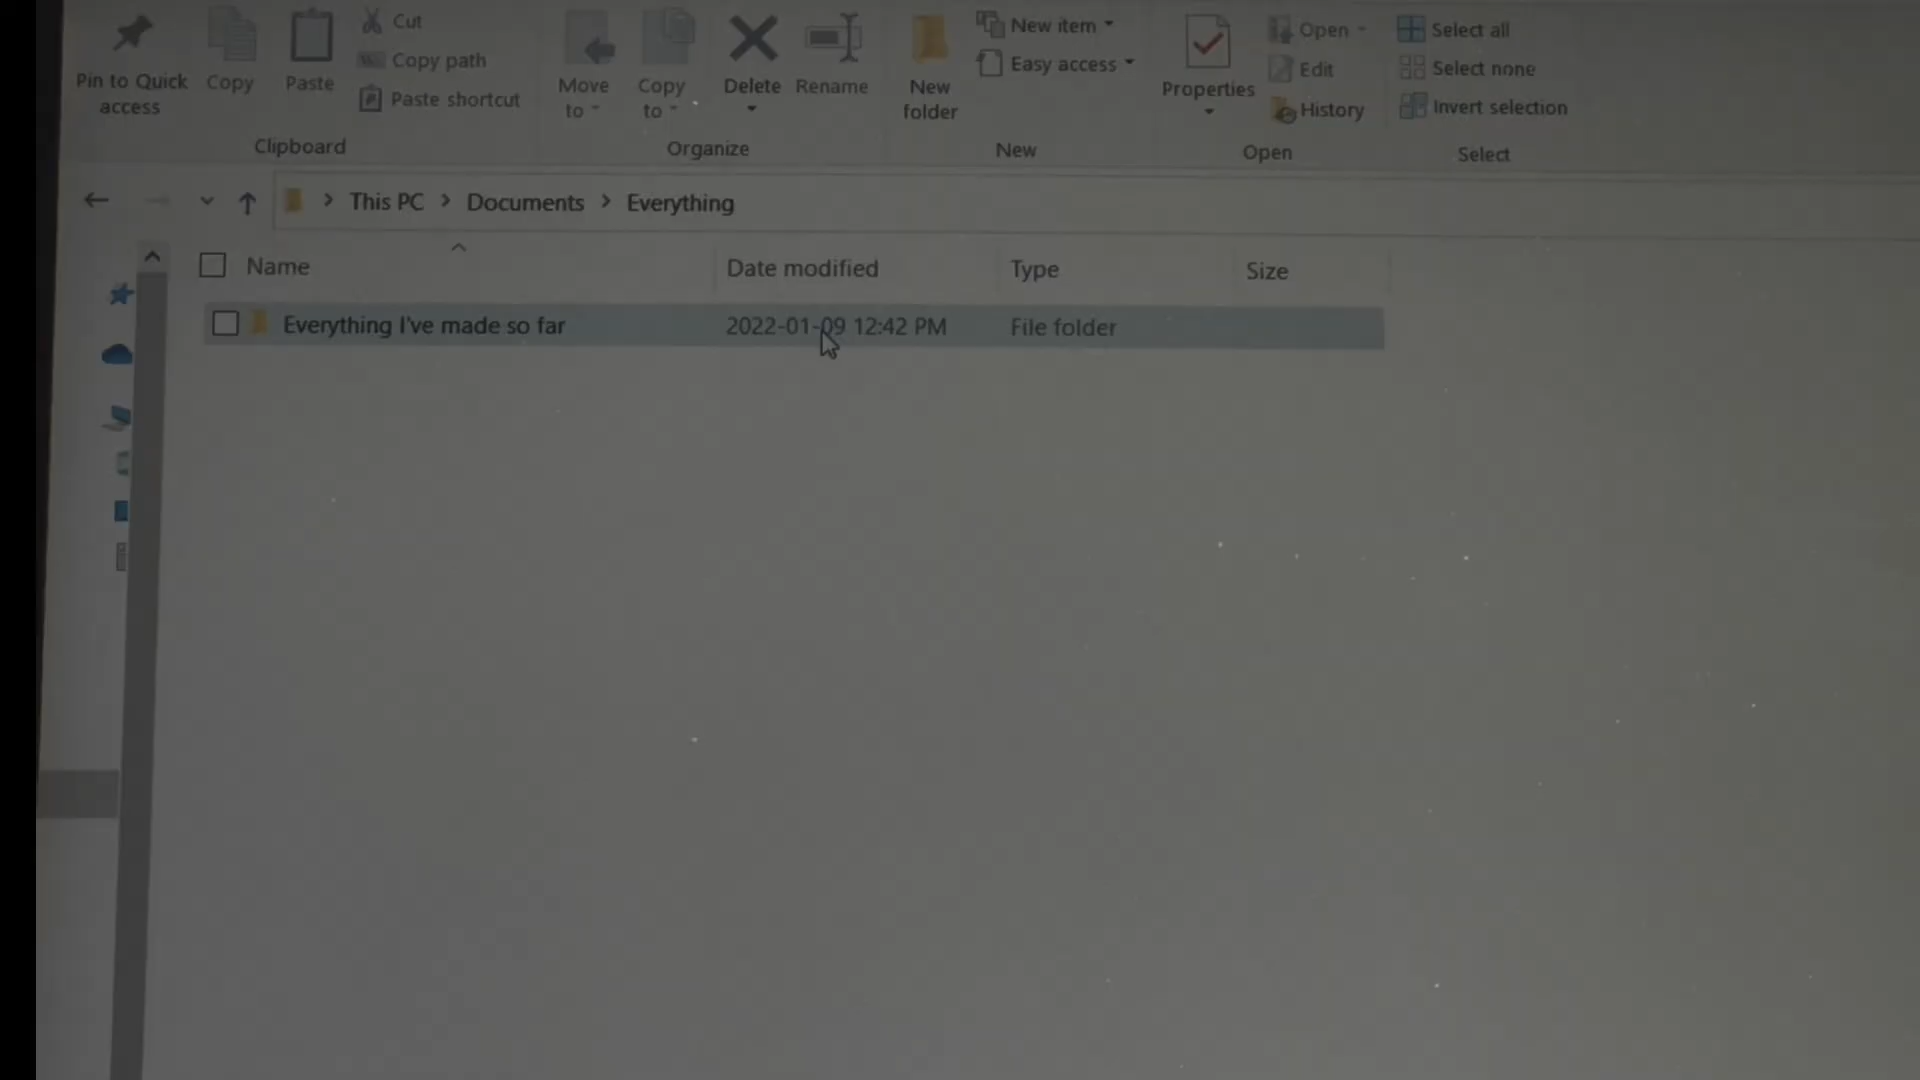 Pin to Quick access
Copy
Paste
Cut
Copy path
Paste shortcut
Clipboard
Move to
Copy to
Delete
Rename
Organize
New folder
New item
Easy access
New
Properties
Open
Edit
History
Open
Select all
Select none
Invert selection
Select
This PC > Documents > Everything
Name Date modified Type Size
Everything I've made so far 2022-01-09 12:42 PM File folder